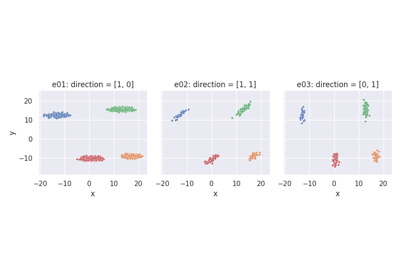 e01: direction = [1, 0]
e02: direction = [1, 1]
e03: direction = [0, 1]
20
10
0
−10
y
−20 −10 0 10 20
−20 −10 0 10 20
−20 −10 0 10 20
x
x
x